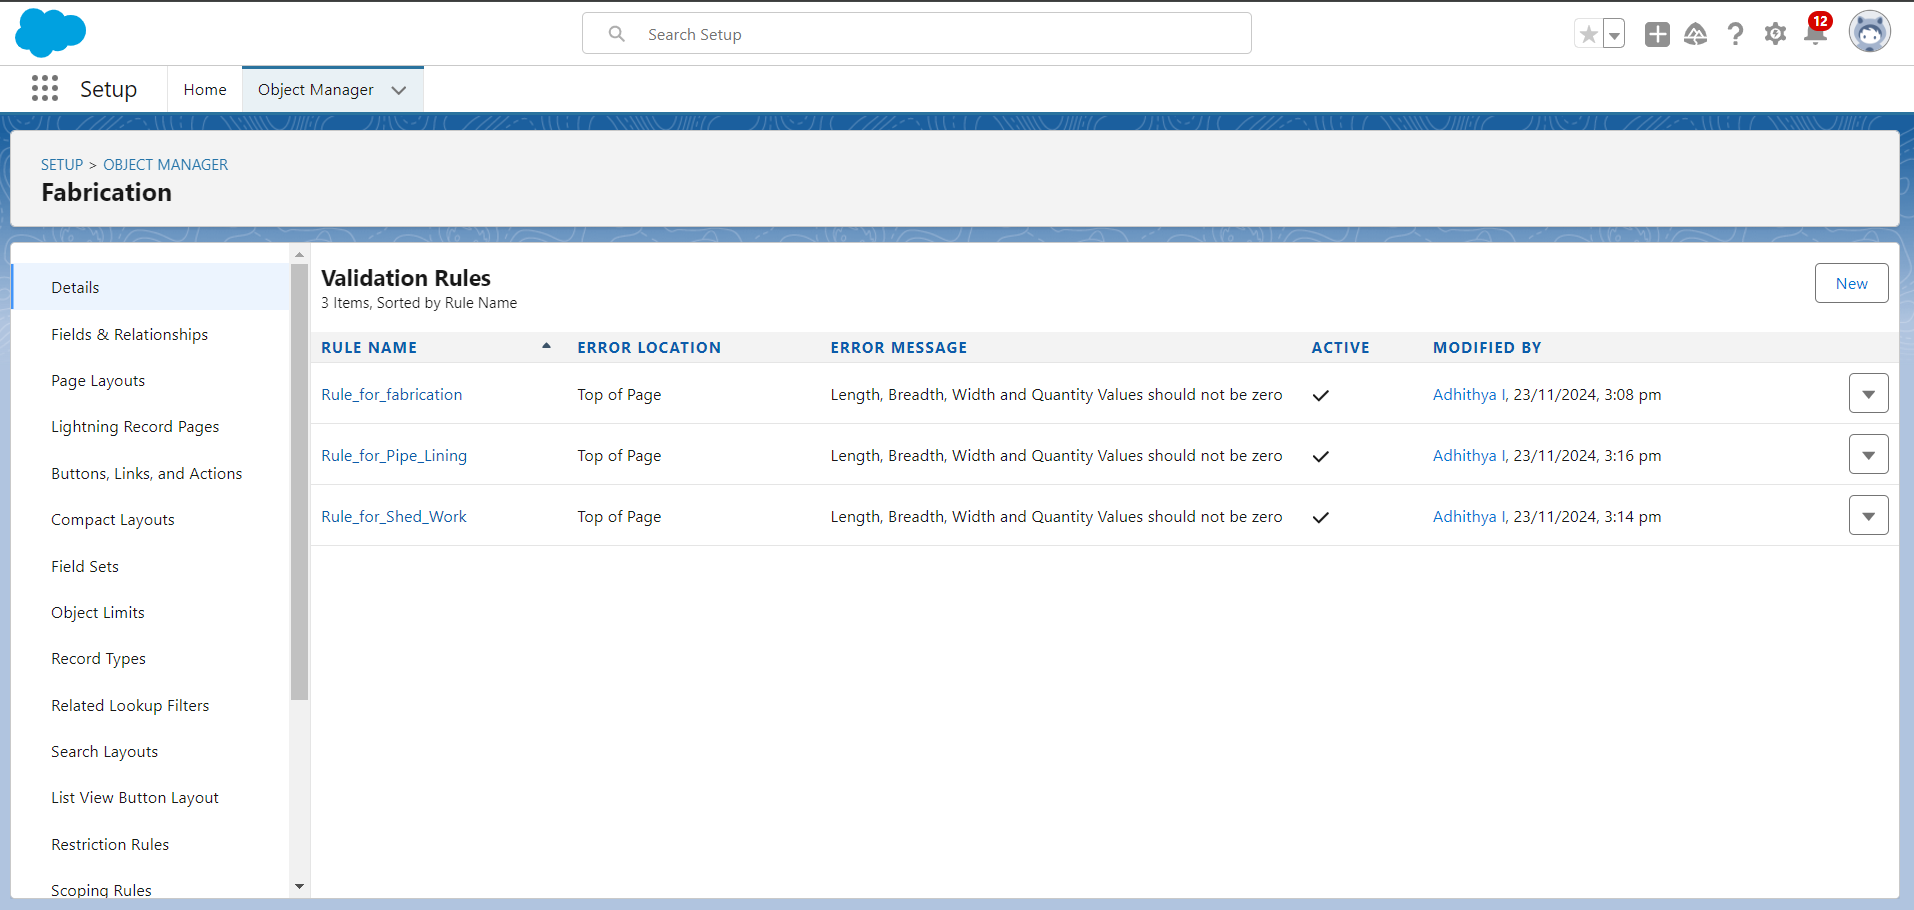 Search Setup
12
Setup
Home
Object Manager
SETUP > OBJECT MANAGER
Fabrication
Details
Fields & Relationships
Page Layouts
Lightning Record Pages
Buttons, Links, and Actions
Compact Layouts
Field Sets
Object Limits
Record Types
Related Lookup Filters
Search Layouts
List View Button Layout
Restriction Rules
Scoping Rules
Validation Rules
3 Items, Sorted by Rule Name
New
RULE NAME ERROR LOCATION ERROR MESSAGE ACTIVE MODIFIED BY
Rule_for_fabrication Top of Page Length, Breadth, Width and Quantity Values should not be zero Adhithya I, 23/11/2024, 3:08 pm
Rule_for_Pipe_Lining Top of Page Length, Breadth, Width and Quantity Values should not be zero Adhithya I, 23/11/2024, 3:16 pm
Rule_for_Shed_Work Top of Page Length, Breadth, Width and Quantity Values should not be zero Adhithya I, 23/11/2024, 3:14 pm